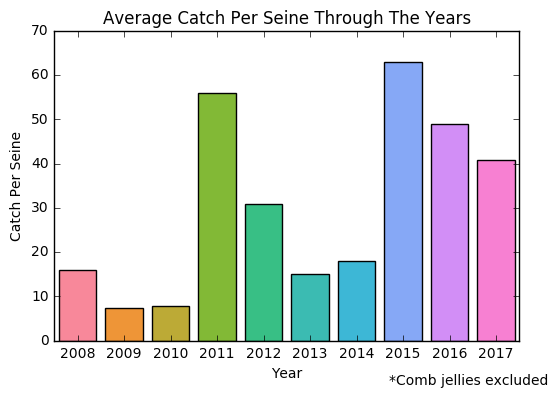 Average Catch Per Seine Through The Years
70
60
50
40
30
20
10
0
Catch Per Seine
2008 2009 2010 2011 2012 2013 2014 2015 2016 2017
Year
*Comb jellies excluded